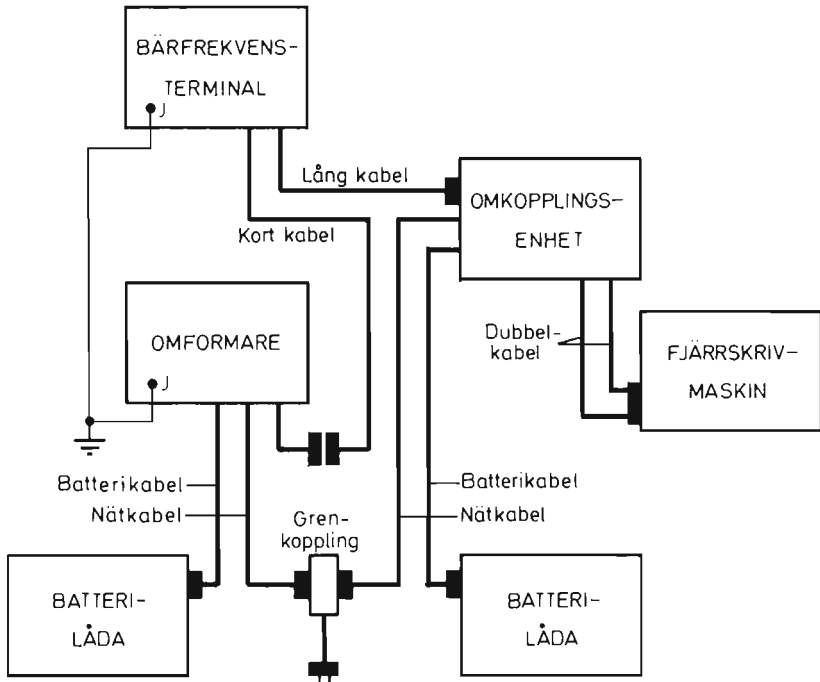 BÄRFREKVENS-
TERMINAL
J
Lång kabel
OMKOPPLINGS-
ENHET
Kort kabel
OMFORMARE
J
Dubbel-
kabel
FJÄRRSKRIV-
MASKIN
Batterikabel
Nätkabel
Gren-
koppling
Batterikabel
Nätkabel
BATTERI-
LÅDA
BATTERI-
LÅDA